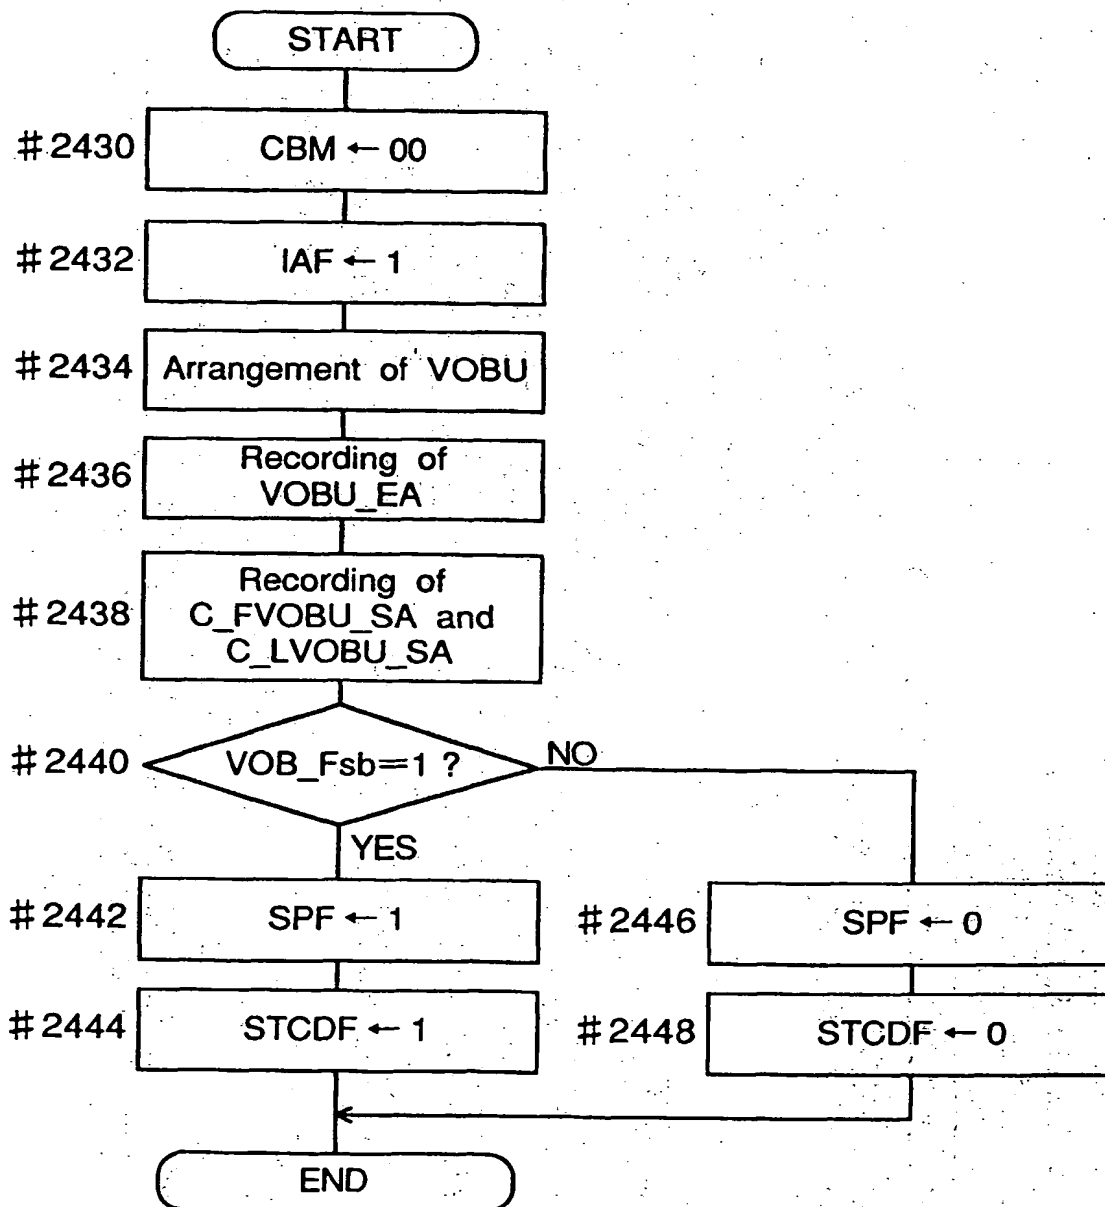 START
#2430
CBM ← 00
#2432
IAF ← 1
#2434
Arrangement of VOBU
#2436
Recording of
VOBU_EA
#2438
Recording of
C_FVOBU_SA and
C_LVOBU_SA
#2440
VOB_Fsb=1 ?
NO
YES
#2442
SPF ← 1
#2446
SPF ← 0
#2444
STCDF ← 1
#2448
STCDF ← 0
END